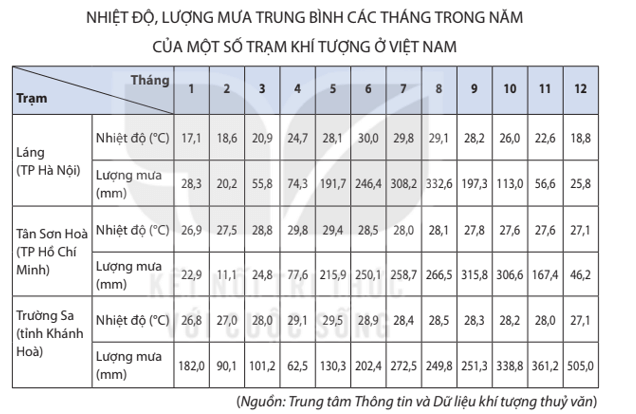 NHIỆT ĐỘ, LƯỢNG MƯA TRUNG BÌNH CÁC THÁNG TRONG NĂM
CỦA MỘT SỐ TRẠM KHÍ TƯỢNG Ở VIỆT NAM
Tháng
Trạm
1 2 3 4 5 6 7 8 9 10 11 12
Láng
(TP Hà Nội)
Nhiệt độ (°C) 17,1 18,6 20,9 24,7 28,1 30,0 29,8 29,1 28,2 26,0 22,6 18,8
Lượng mưa
(mm)
28,3 20,2 55,8 74,3 191,7 246,4 308,2 332,6 197,3 113,0 56,6 25,8
Tân Sơn Hoà
(TP Hồ Chí
Minh)
Nhiệt độ (°C) 26,9 27,5 28,8 29,8 29,4 28,5 28,0 28,1 27,8 27,6 27,6 27,1
Lượng mưa
(mm)
22,9 11,1 24,8 77,6 215,9 250,1 258,7 266,5 315,8 306,6 167,4 46,2
Trường Sa
(tỉnh Khánh
Hoà)
Nhiệt độ (°C) 26,8 27,0 28,0 29,1 29,5 28,9 28,4 28,5 28,3 28,2 28,0 27,1
Lượng mưa
(mm)
182,0 90,1 101,2 62,5 130,3 202,4 272,5 249,8 251,3 338,8 361,2 505,0
KẾT NỐI TRI THỨC
VỚI CUỘC SỐNG
(Nguồn: Trung tâm Thông tin và Dữ liệu khí tượng thuỷ văn)